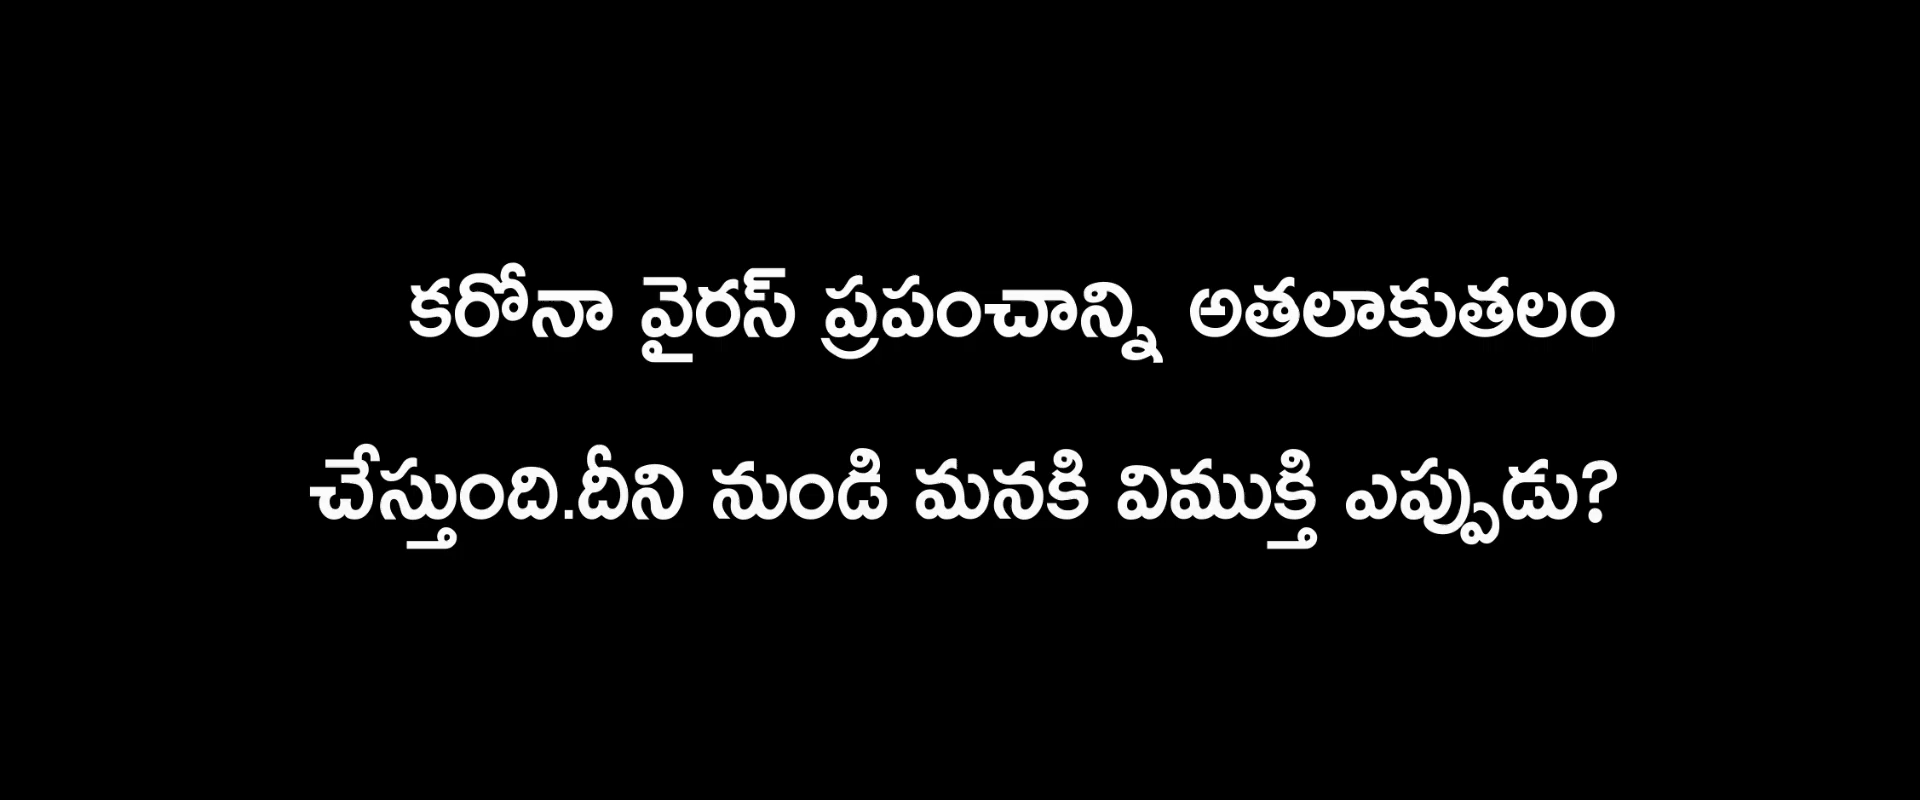 కరోనా వైరస్ ప్రపంచాన్ని అతలాకుతలం
చేస్తుంది.దీని నుండి మనకి విముక్తి ఎప్పుడు?